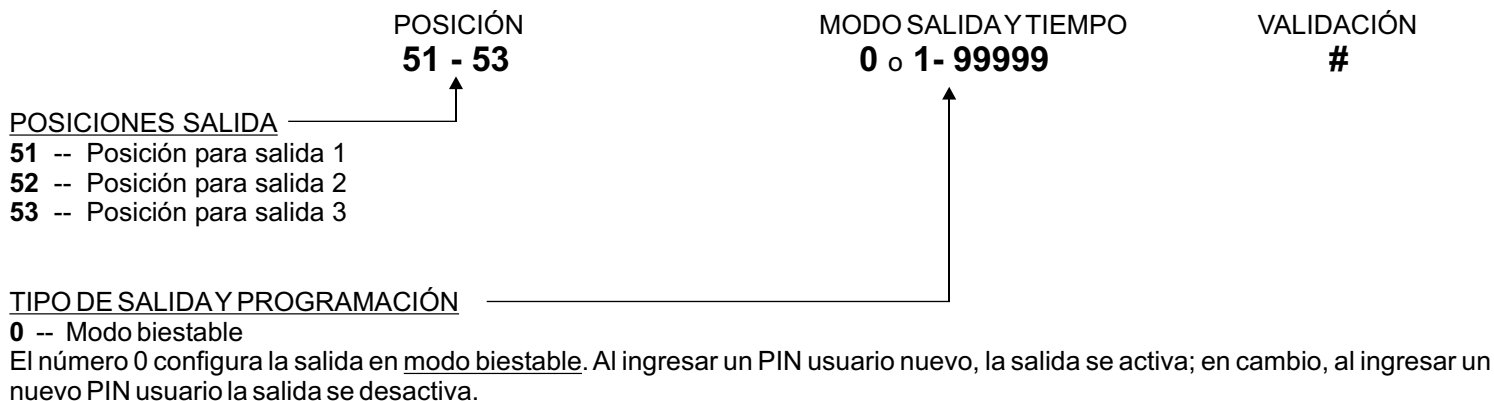 POSICIÓN MODO SALIDA Y TIEMPO VALIDACIÓN
51 - 53 0 o 1- 99999 #
POSICIONES SALIDA
51 -- Posición para salida 1
52 -- Posición para salida 2
53 -- Posición para salida 3
TIPO DE SALIDA Y PROGRAMACIÓN
0 -- Modo biestable
El número 0 configura la salida en modo biestable. Al ingresar un PIN usuario nuevo, la salida se activa; en cambio, al ingresar un
nuevo PIN usuario la salida se desactiva.